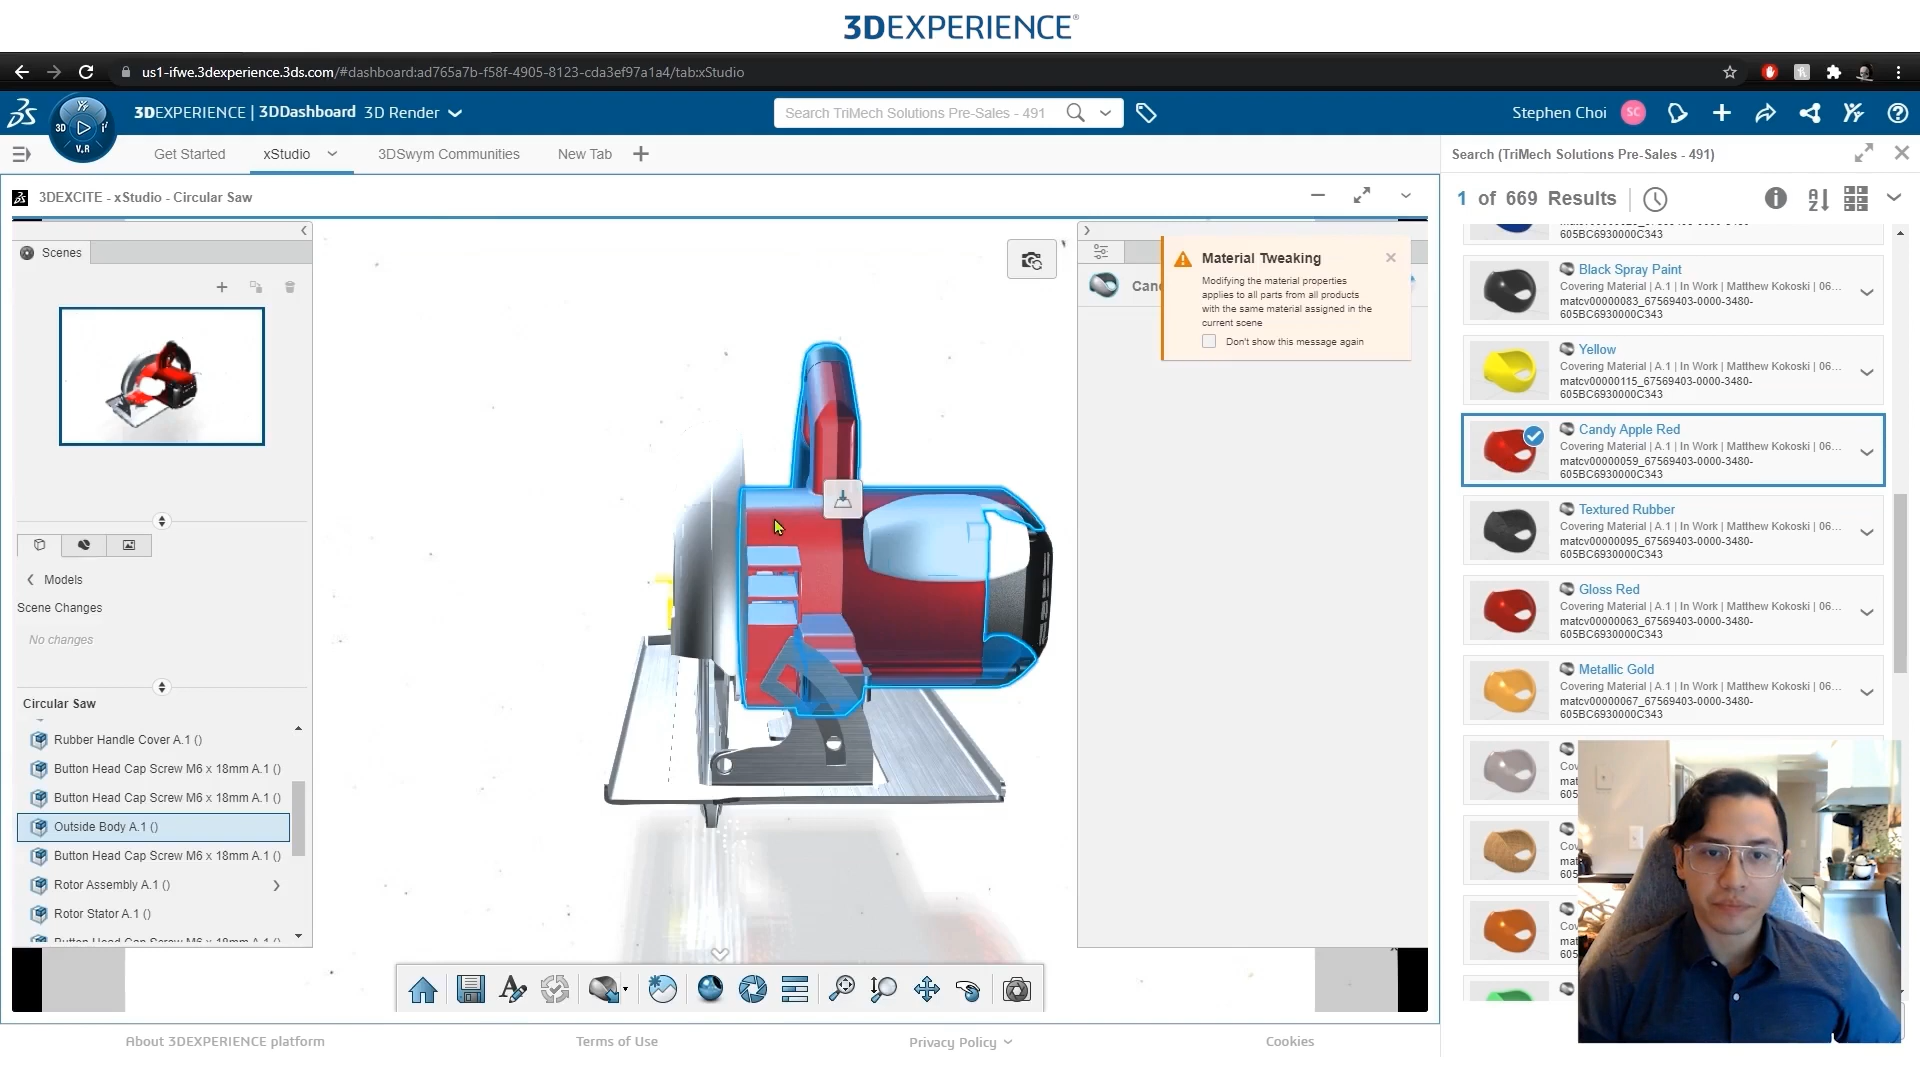 3DEXPERIENCE®
us1-ifwe.3dexperience.3ds.com/#dashboard:ad765a7b-f58f-4905-8123-cda3ef97a1a4/tab:xStudio
3DEXPERIENCE | 3DDashboard 3D Render
Search TriMech Solutions Pre-Sales - 491
Stephen Choi SC
3D
V.R
Get Started
xStudio
3DSwym Communities
New Tab
Search (TriMech Solutions Pre-Sales - 491)
3DEXCITE - xStudio - Circular Saw
1 of 669 Results
Scenes
Models
Scene Changes
No changes
Circular Saw
Rubber Handle Cover A.1 ()
Button Head Cap Screw M6 x 18mm A.1 ()
Button Head Cap Screw M6 x 18mm A.1 ()
Outside Body A.1 ()
Button Head Cap Screw M6 x 18mm A.1 ()
Rotor Assembly A.1 ()
Rotor Stator A.1 ()
Button Head Cap Screw M6 x 18mm A.1 ()
Material Tweaking
Modifying the material properties
applies to all parts from all products
with the same material assigned in the
current scene
Don't show this message again
605BC6930000C343
Black Spray Paint
Covering Material | A.1 | In Work | Matthew Kokoski | 06...
matcv00000083_67569403-0000-3480-
605BC6930000C343
Yellow
Covering Material | A.1 | In Work | Matthew Kokoski | 06...
matcv00000115_67569403-0000-3480-
605BC6930000C343
Candy Apple Red
Covering Material | A.1 | In Work | Matthew Kokoski | 06...
matcv00000059_67569403-0000-3480-
605BC6930000C343
Textured Rubber
Covering Material | A.1 | In Work | Matthew Kokoski | 06...
matcv00000095_67569403-0000-3480-
605BC6930000C343
Gloss Red
Covering Material | A.1 | In Work | Matthew Kokoski | 06...
matcv00000063_67569403-0000-3480-
605BC6930000C343
Metallic Gold
Covering Material | A.1 | In Work | Matthew Kokoski | 06...
matcv00000067_67569403-0000-3480-
605BC6930000C343
About 3DEXPERIENCE platform
Terms of Use
Privacy Policy
Cookies